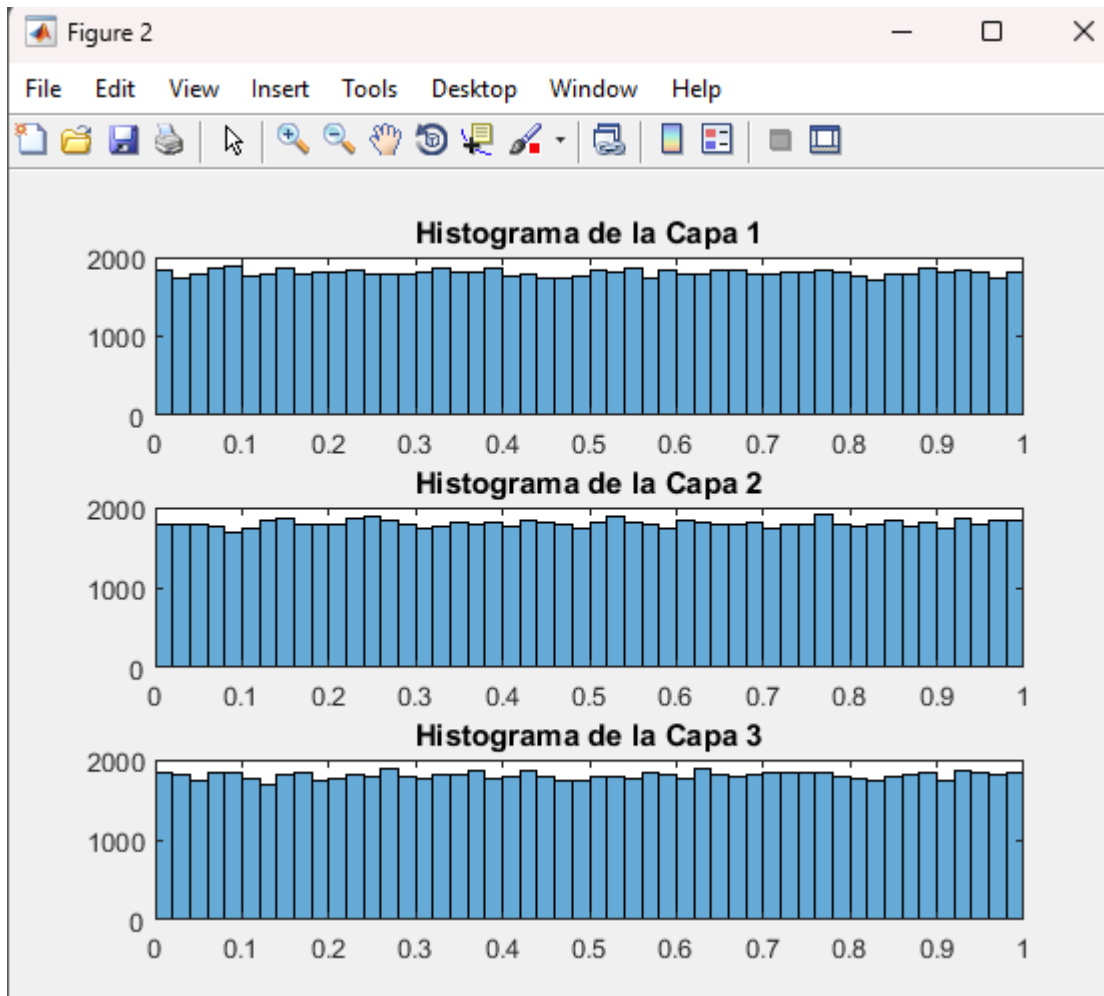 Figure 2
File Edit View Insert Tools Desktop Window Help
Histograma de la Capa 1
2000
1000
0
0 0.1 0.2 0.3 0.4 0.5 0.6 0.7 0.8 0.9 1
Histograma de la Capa 2
2000
1000
0
0 0.1 0.2 0.3 0.4 0.5 0.6 0.7 0.8 0.9 1
Histograma de la Capa 3
2000
1000
0
0 0.1 0.2 0.3 0.4 0.5 0.6 0.7 0.8 0.9 1